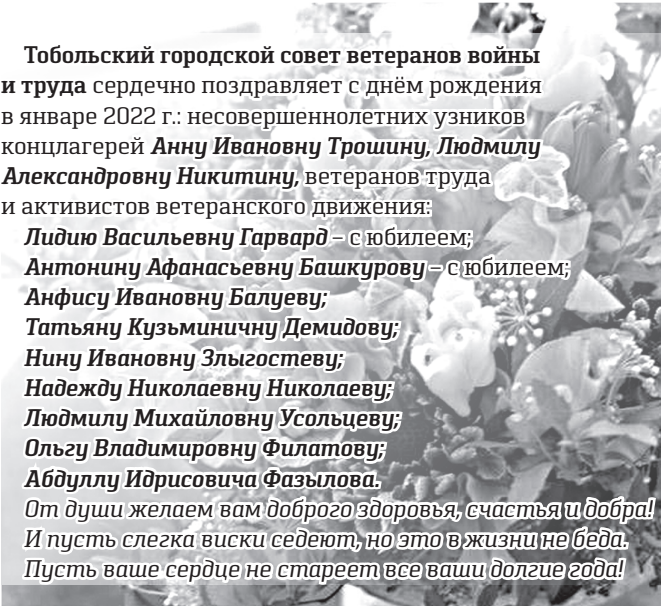 Тобольский городской совет ветеранов войны
и труда сердечно поздравляет с днём рождения
в январе 2022 г.: несовершеннолетних узников
концлагерей Анну Ивановну Трошину, Людмилу
Александровну Никитину, ветеранов труда
и активистов ветеранского движения:
Лидию Васильевну Гарвард – с юбилеем;
Антонину Афанасьевну Башкурову – с юбилеем;
Анфису Ивановну Балуеву;
Татьяну Кузьминичну Демидову;
Нину Ивановну Злыгостеву;
Надежду Николаевну Николаеву;
Людмилу Михайловну Усольцеву;
Ольгу Владимировну Филатову;
Абдуллу Идрисовича Фазылова.
От души желаем вам доброго здоровья, счастья и добра!
И пусть слегка виски седеют, но это в жизни не беда.
Пусть ваше сердце не стареет все ваши долгие года!